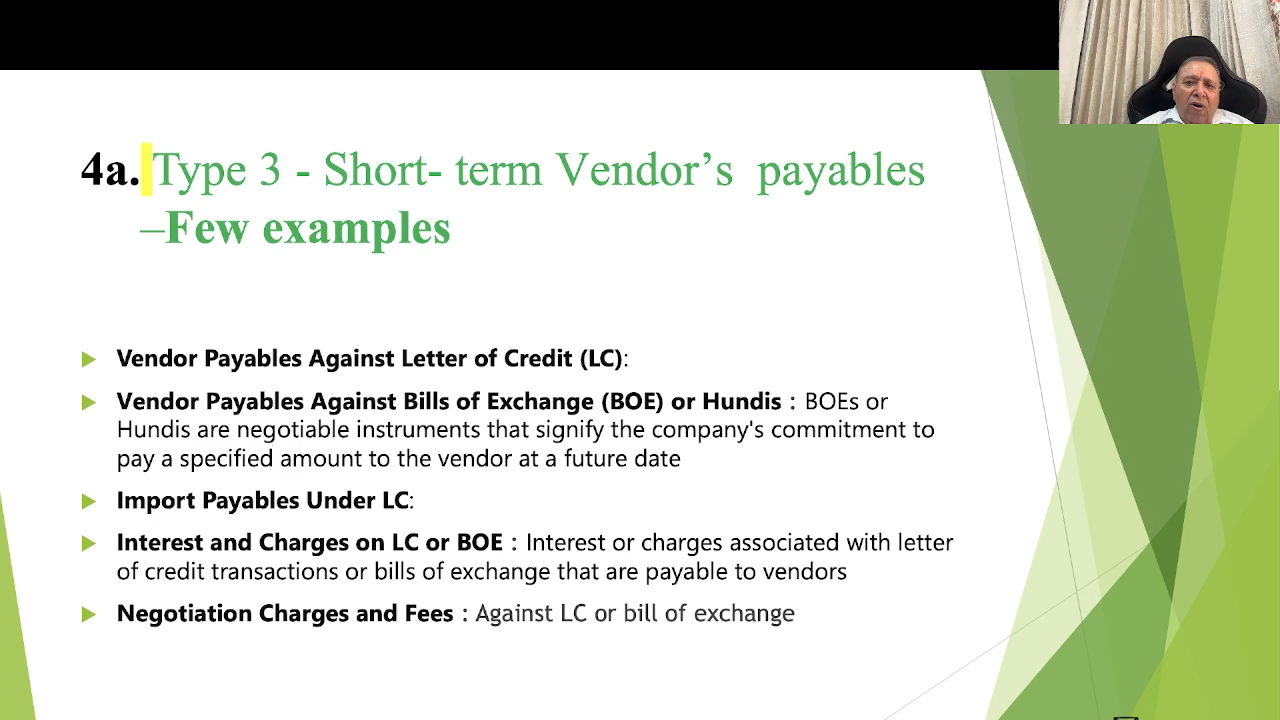 4a. Type 3 - Short- term Vendor’s payables
–Few examples
Vendor Payables Against Letter of Credit (LC):
Vendor Payables Against Bills of Exchange (BOE) or Hundis : BOEs or
Hundis are negotiable instruments that signify the company's commitment to
pay a specified amount to the vendor at a future date
Import Payables Under LC:
Interest and Charges on LC or BOE : Interest or charges associated with letter
of credit transactions or bills of exchange that are payable to vendors
Negotiation Charges and Fees : Against LC or bill of exchange